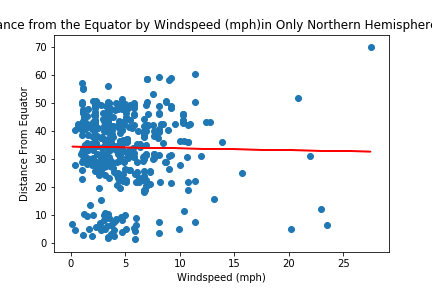 ance from the Equator by Windspeed (mph)in Only Northern Hemisphere
70
60
50
40
30
20
10
0
Distance From Equator
0 5 10 15 20 25
Windspeed (mph)